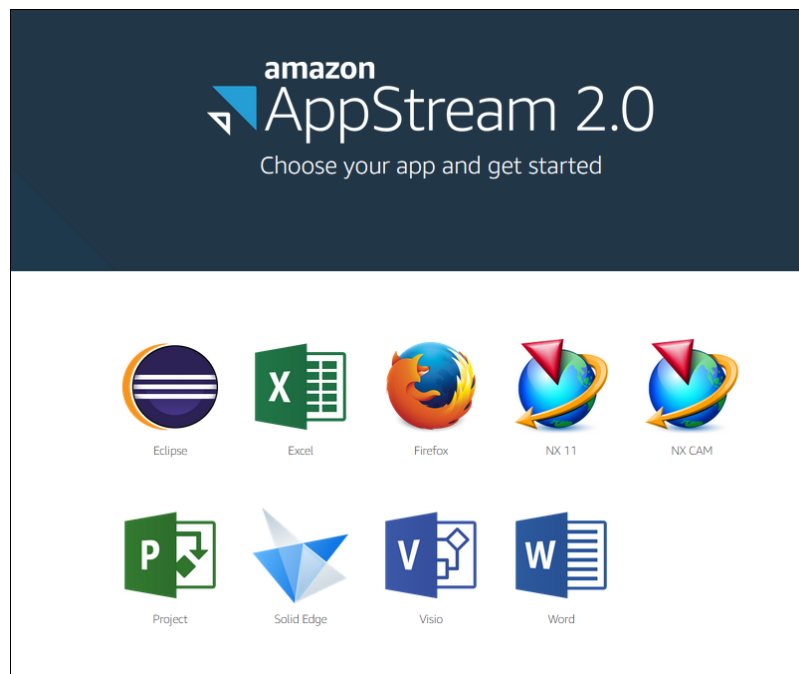 amazon
AppStream 2.0
Choose your app and get started
X
Eclipse Excel Firefox NX 11 NX CAM
P V W
Project Solid Edge Visio Word